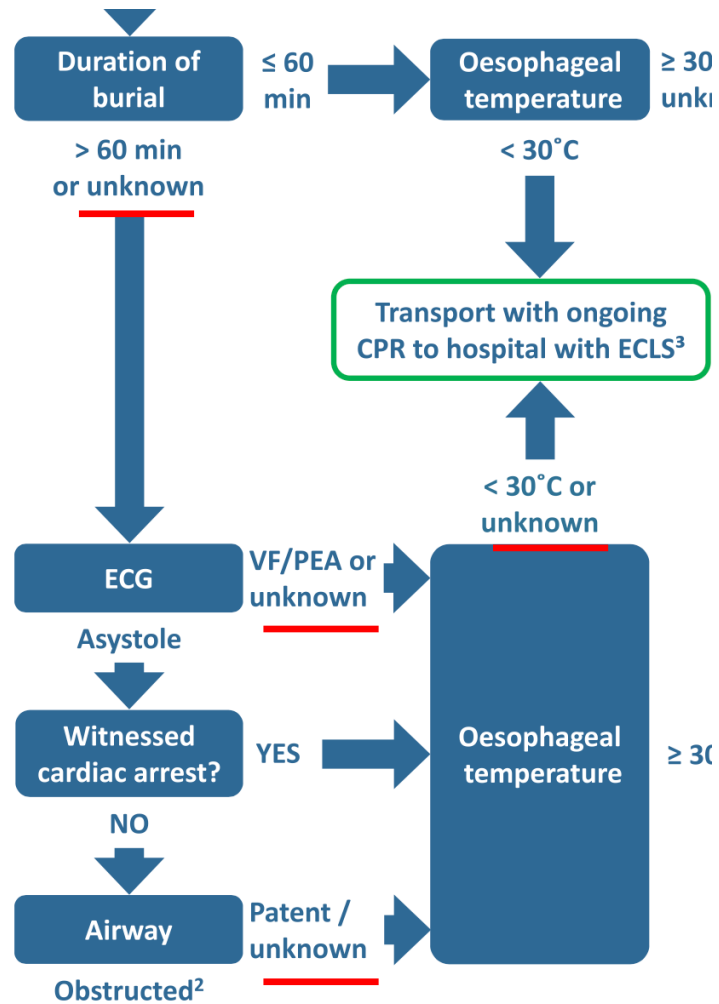 Duration of
burial
≤ 60
min
Oesophageal
temperature
≥ 30
> 60 min
or unknown
< 30˚C
Transport with ongoing
CPR to hospital with ECLS³
< 30˚C or
unknown
ECG
VF/PEA or
unknown
Asystole
Witnessed
cardiac arrest?
YES
Oesophageal
temperature
NO
Airway
Patent /
unknown
Obstructed²